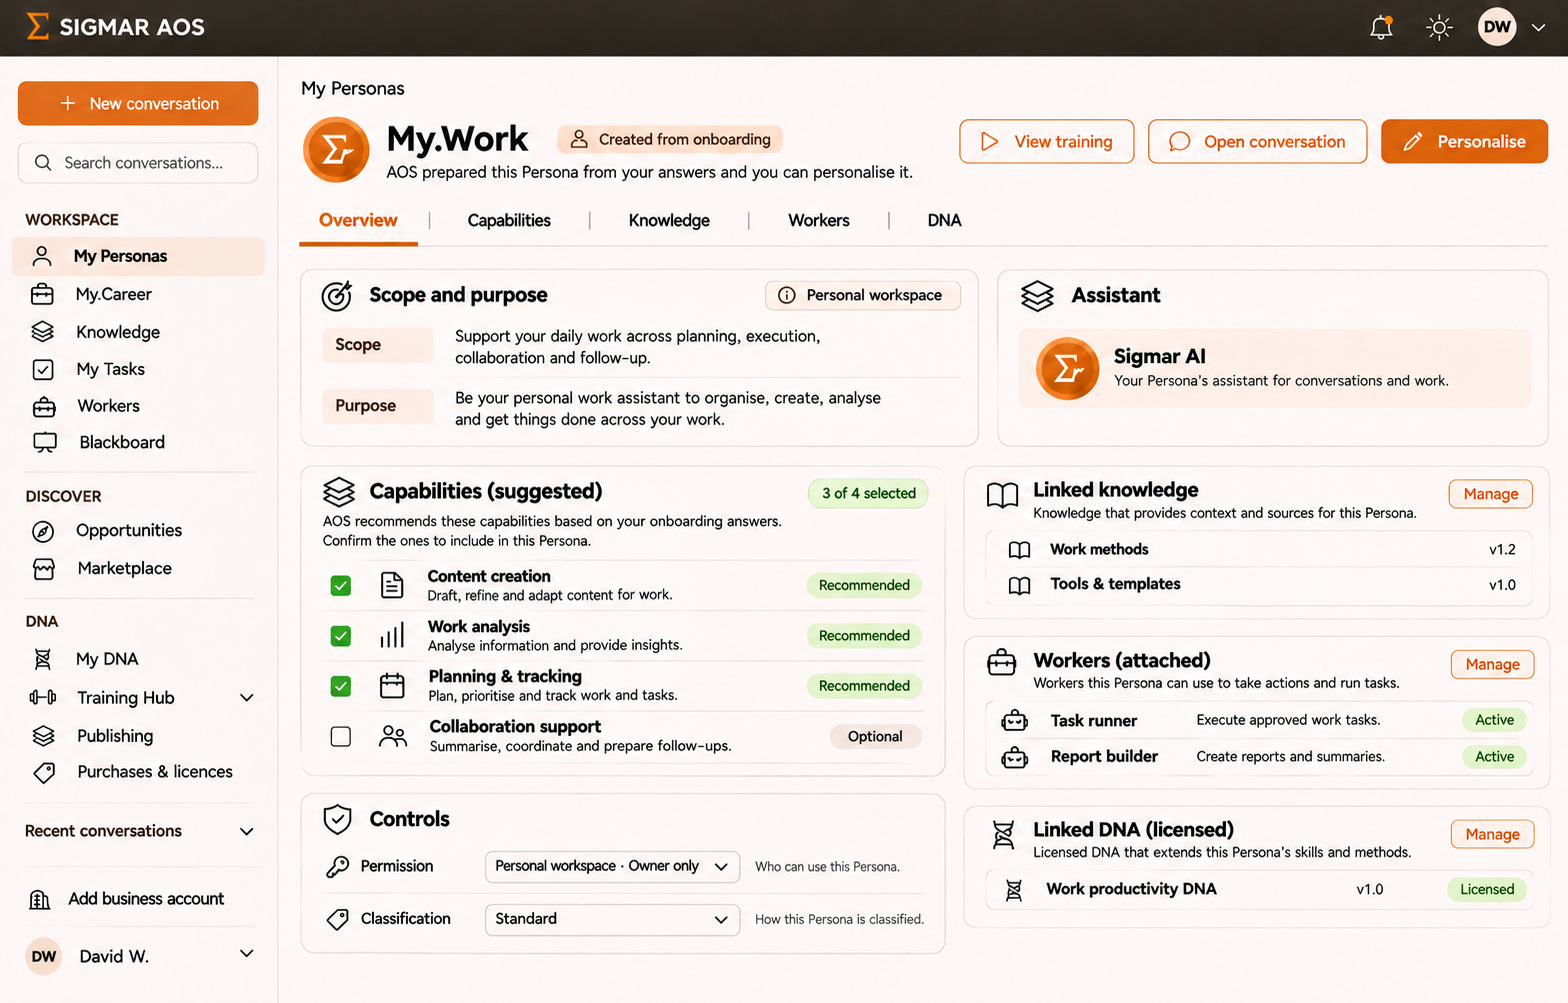 SIGMAR AOS
DW
New conversation
Search conversations...
WORKSPACE
My Personas
My.Career
Knowledge
My Tasks
Workers
Blackboard
DISCOVER
Opportunities
Marketplace
DNA
My DNA
Training Hub
Publishing
Purchases & licences
Recent conversations
Add business account
DW David W.
My Personas
My.Work
Created from onboarding
AOS prepared this Persona from your answers and you can personalise it.
View training
Open conversation
Personalise
Overview | Capabilities | Knowledge | Workers | DNA
Scope and purpose
Personal workspace
Scope
Support your daily work across planning, execution,
collaboration and follow-up.
Purpose
Be your personal work assistant to organise, create, analyse
and get things done across your work.
Assistant
Sigmar AI
Your Persona's assistant for conversations and work.
Capabilities (suggested)
3 of 4 selected
AOS recommends these capabilities based on your onboarding answers.
Confirm the ones to include in this Persona.
Content creation
Draft, refine and adapt content for work.
Recommended
Work analysis
Analyse information and provide insights.
Recommended
Planning & tracking
Plan, prioritise and track work and tasks.
Recommended
Collaboration support
Summarise, coordinate and prepare follow-ups.
Optional
Controls
Permission
Personal workspace · Owner only
Who can use this Persona.
Classification
Standard
How this Persona is classified.
Linked knowledge
Knowledge that provides context and sources for this Persona.
Manage
Work methods v1.2
Tools & templates v1.0
Workers (attached)
Workers this Persona can use to take actions and run tasks.
Manage
Task runner Execute approved work tasks. Active
Report builder Create reports and summaries. Active
Linked DNA (licensed)
Licensed DNA that extends this Persona's skills and methods.
Manage
Work productivity DNA v1.0 Licensed